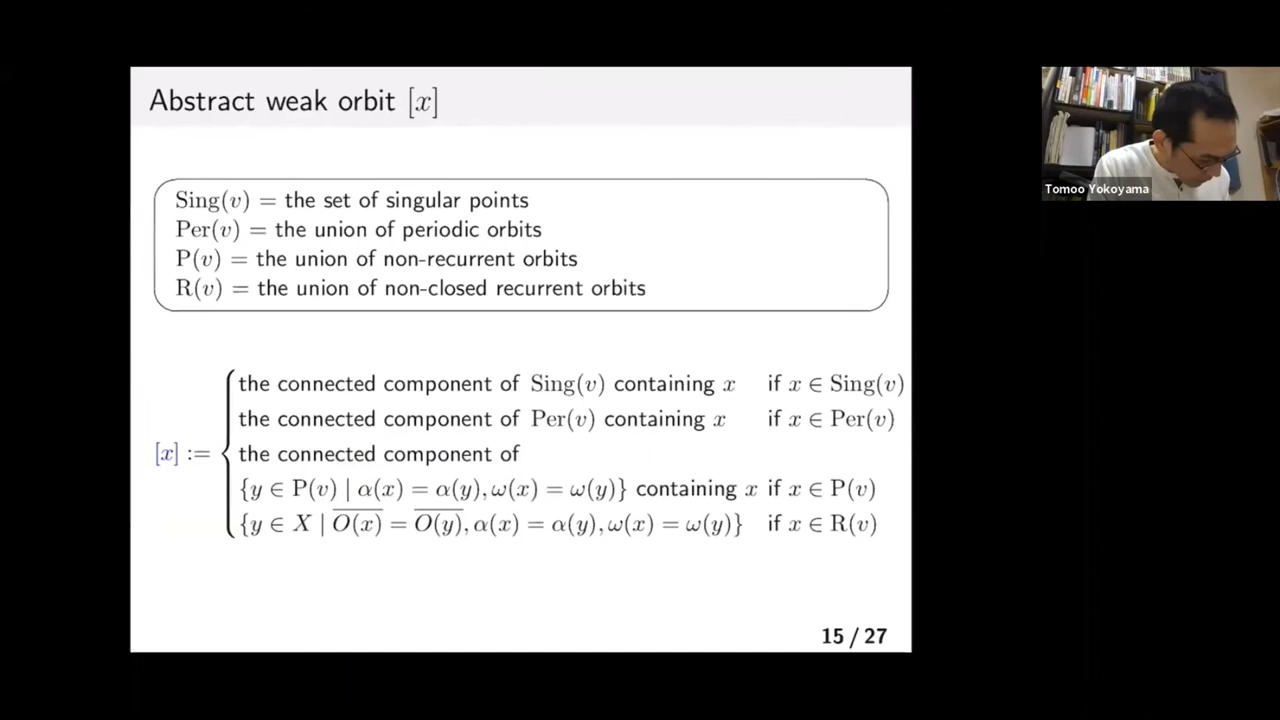 Abstract weak orbit [x]
Sing(v) = the set of singular points
Per(v) = the union of periodic orbits
P(v) = the union of non-recurrent orbits
R(v) = the union of non-closed recurrent orbits
the connected component of Sing(v) containing x if x ∈ Sing(v)
the connected component of Per(v) containing x if x ∈ Per(v)
[x] := { the connected component of
{y ∈ P(v) | α(x) = α(y), ω(x) = ω(y)} containing x if x ∈ P(v)
{y ∈ X | O̅(̅x̅)̅ = O̅(̅y̅)̅, α(x) = α(y), ω(x) = ω(y)} if x ∈ R(v)
15 / 27
Tomoo Yokoyama